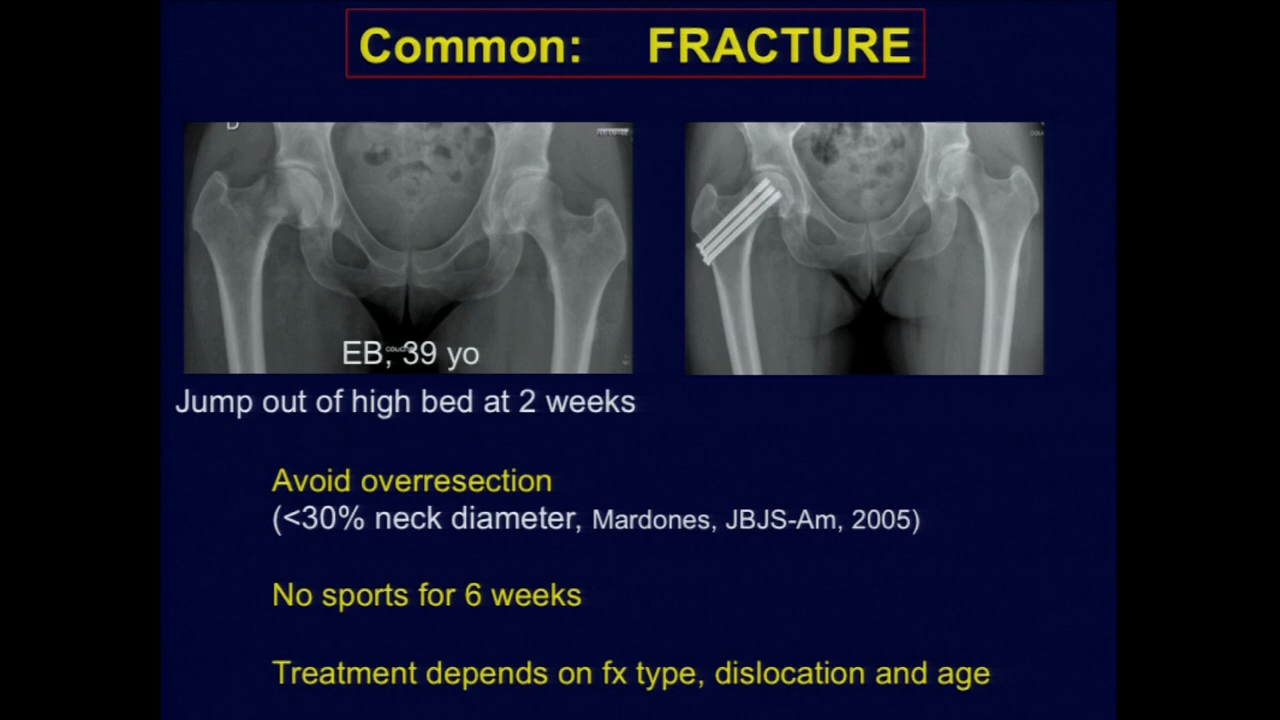 Common: FRACTURE
D
EB, 39 yo
Jump out of high bed at 2 weeks
Avoid overresection
(<30% neck diameter, Mardones, JBJS-Am, 2005)
No sports for 6 weeks
Treatment depends on fx type, dislocation and age